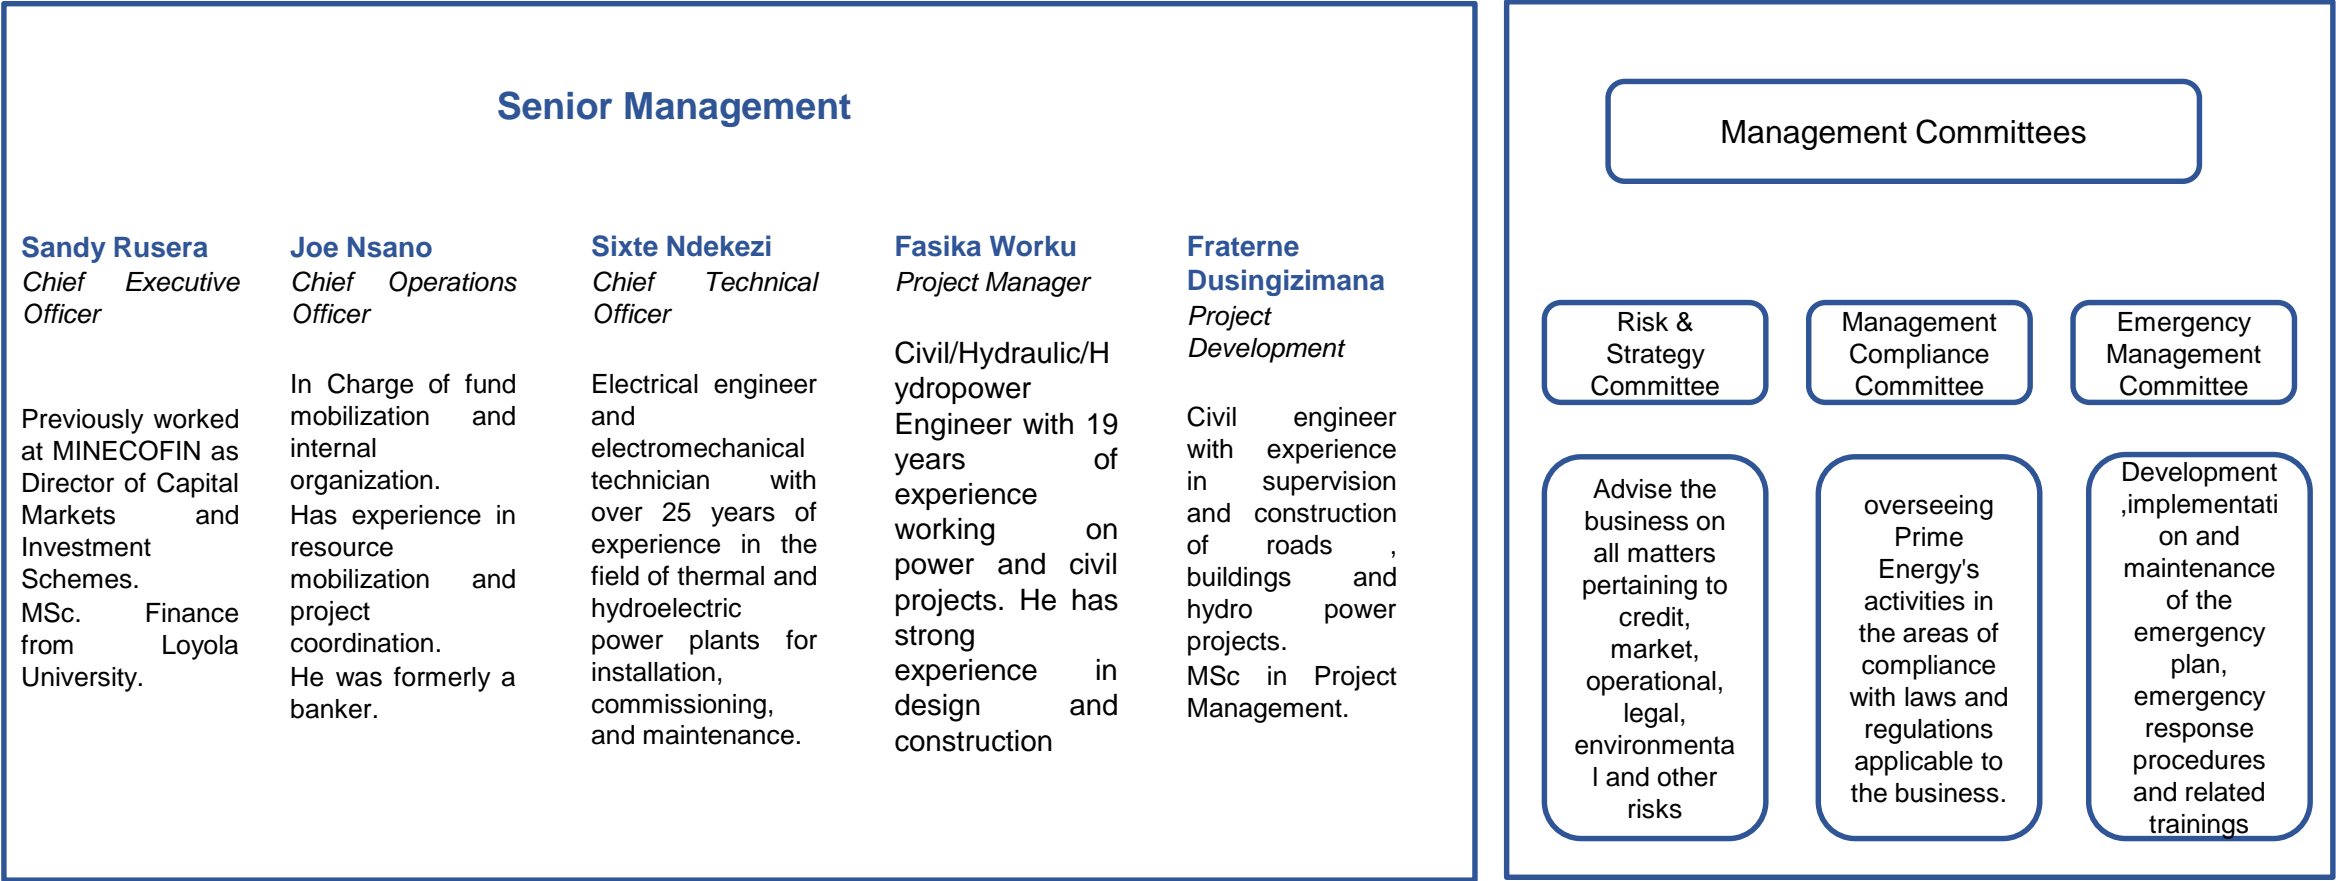 Senior Management
Sandy Rusera
Chief Executive
Officer
Previously worked
at MINECOFIN as
Director of Capital
Markets and
Investment
Schemes.
MSc. Finance
from Loyola
University.
Joe Nsano
Chief Operations
Officer
In Charge of fund
mobilization and
internal
organization.
Has experience in
resource
mobilization and
project
coordination.
He was formerly a
banker.
Sixte Ndekezi
Chief Technical
Officer
Electrical engineer
and
electromechanical
technician with
over 25 years of
experience in the
field of thermal and
hydroelectric
power plants for
installation,
commissioning,
and maintenance.
Fasika Worku
Project Manager
Civil/Hydraulic/H
ydropower
Engineer with 19
years of
experience
working on
power and civil
projects. He has
strong
experience in
design and
construction
Fraterne
Dusingizimana
Project
Development
Civil engineer
with experience
in supervision
and construction
of roads ,
buildings and
hydro power
projects.
MSc in Project
Management.
Management Committees
Risk &
Strategy
Committee
Advise the
business on
all matters
pertaining to
credit,
market,
operational,
legal,
environmenta
l and other
risks
Management
Compliance
Committee
overseeing
Prime
Energy's
activities in
the areas of
compliance
with laws and
regulations
applicable to
the business.
Emergency
Management
Committee
Development
,implementati
on and
maintenance
of the
emergency
plan,
emergency
response
procedures
and related
trainings